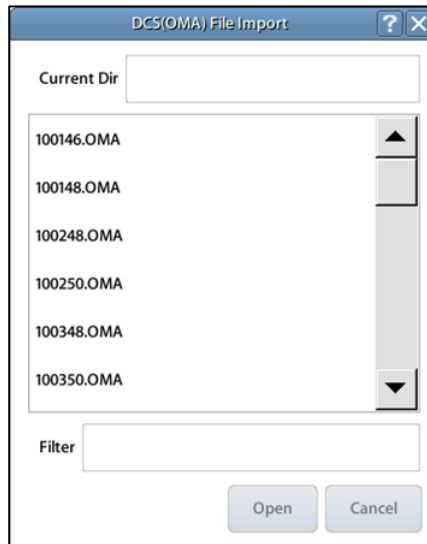 DCS(OMA) File Import ? X
Current Dir
100146.OMA
100148.OMA
100248.OMA
100250.OMA
100348.OMA
100350.OMA
Filter
Open Cancel